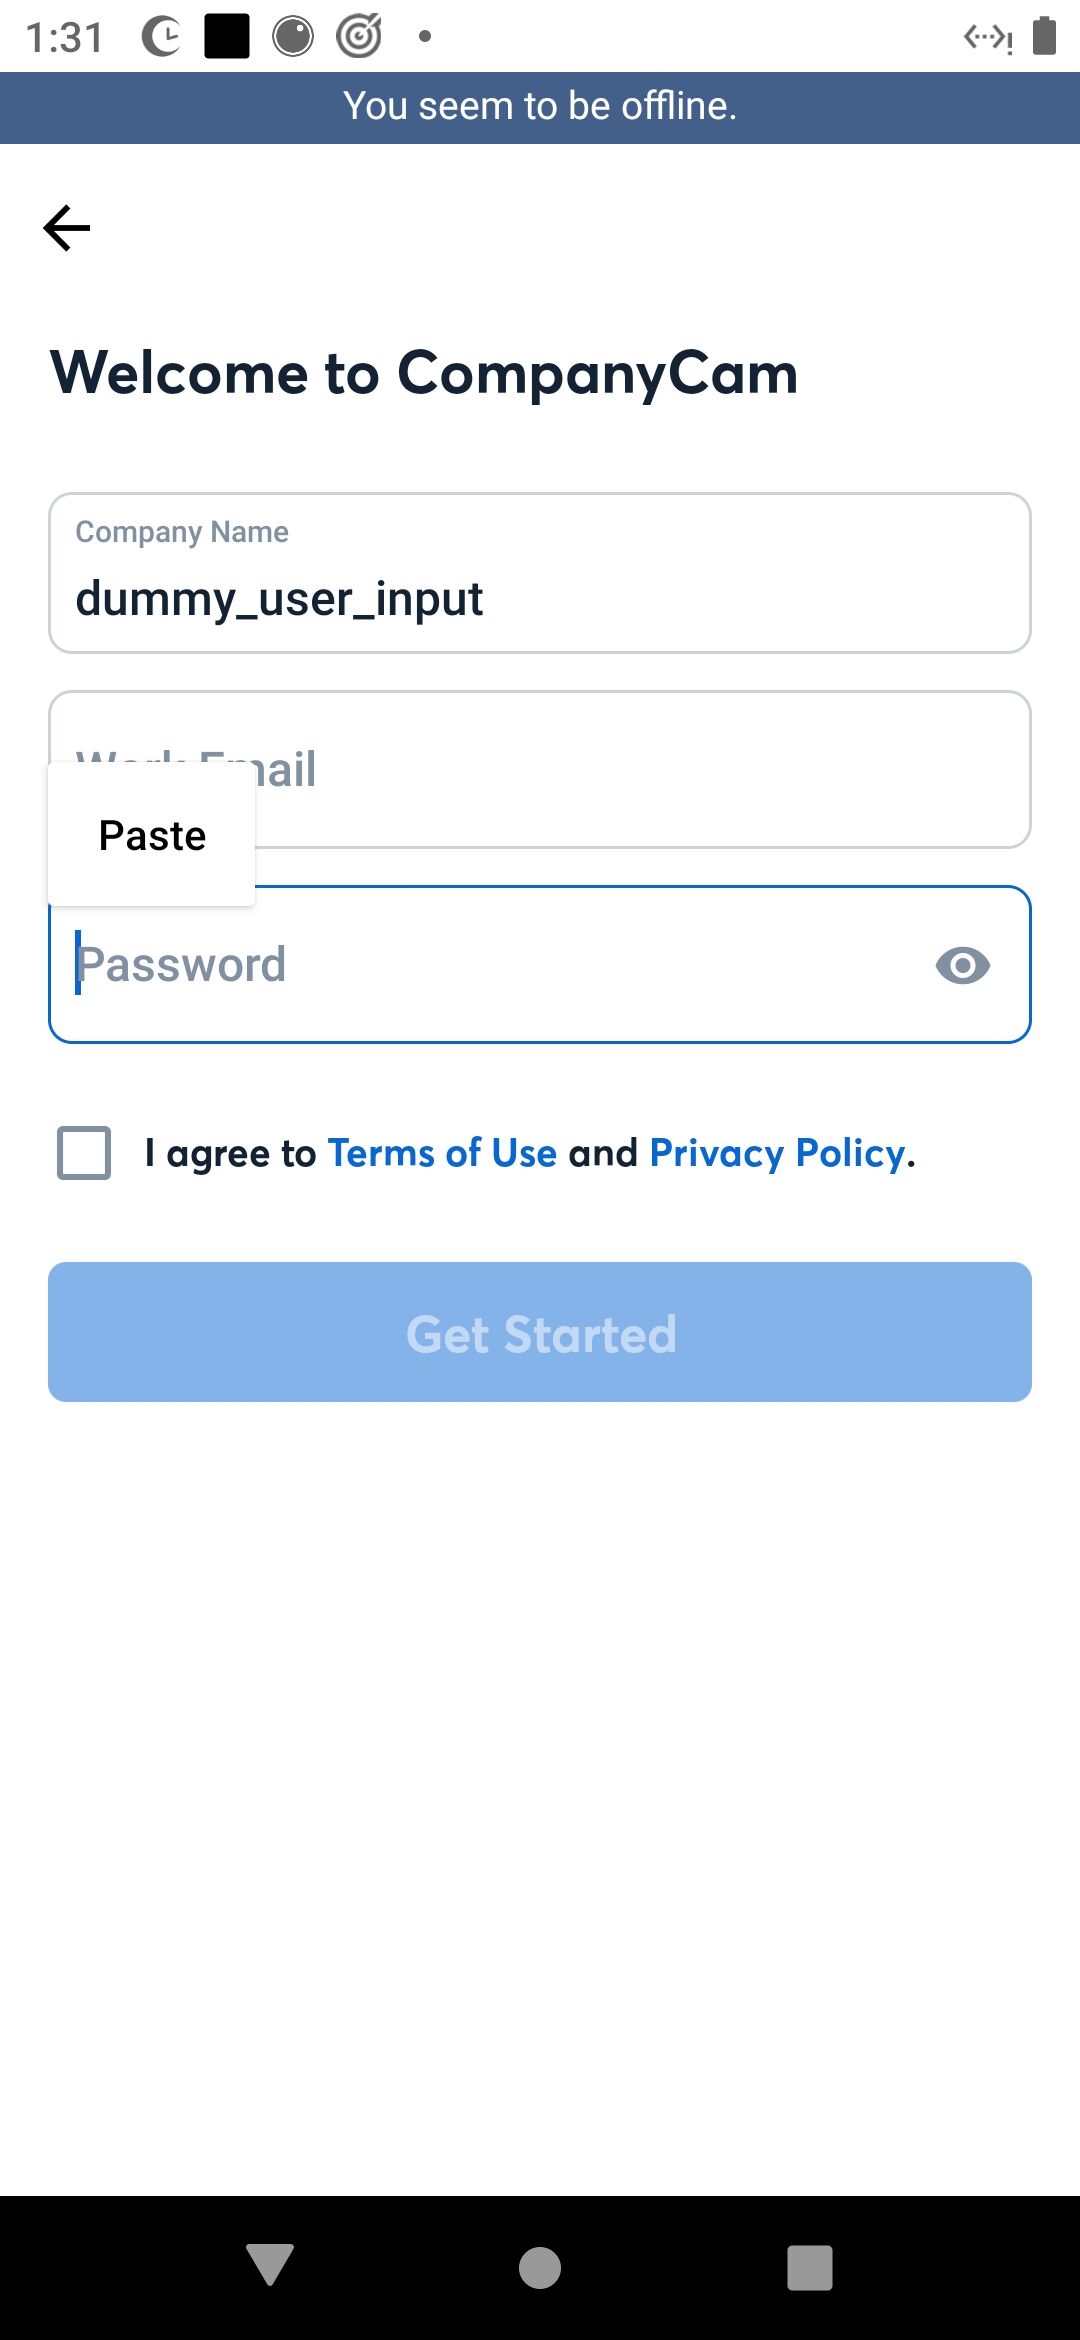 1:31
You seem to be offline.
Welcome to CompanyCam
Company Name
dummy_user_input
Work Email
Paste
Password
I agree to Terms of Use and Privacy Policy.
Get Started